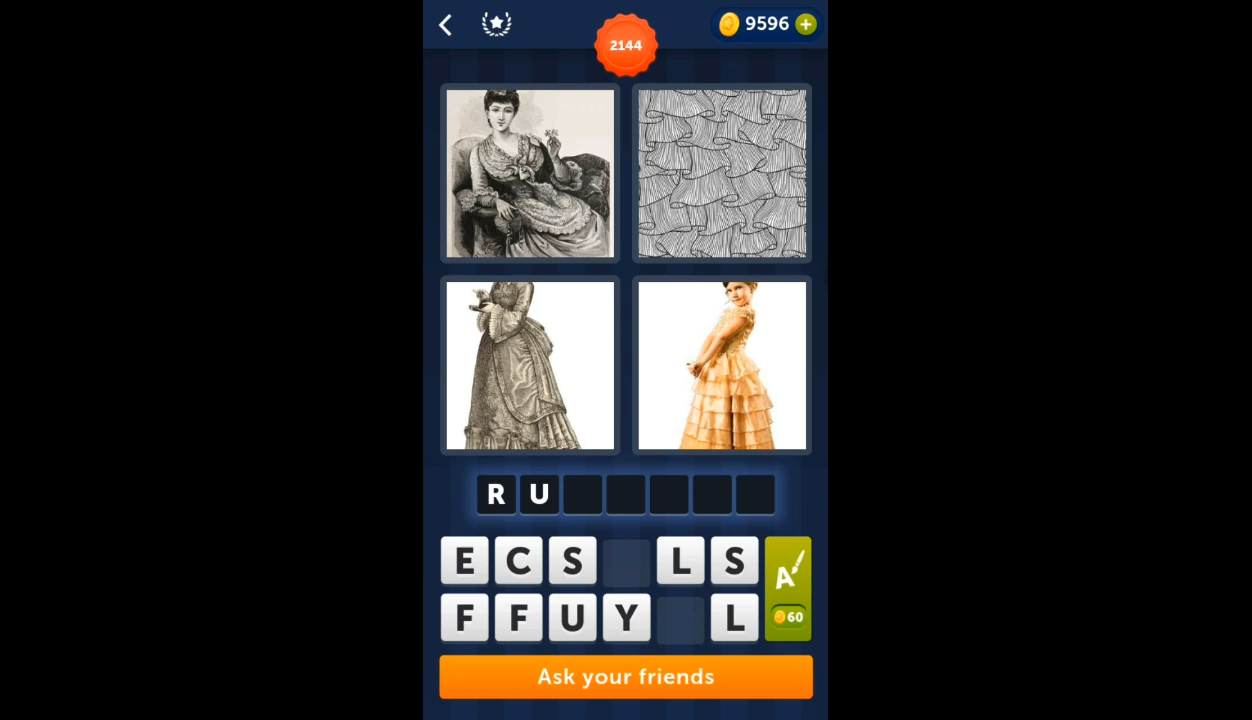 9596 +
2144
R U
E C S L S
F F U Y L
A
60
Ask your friends